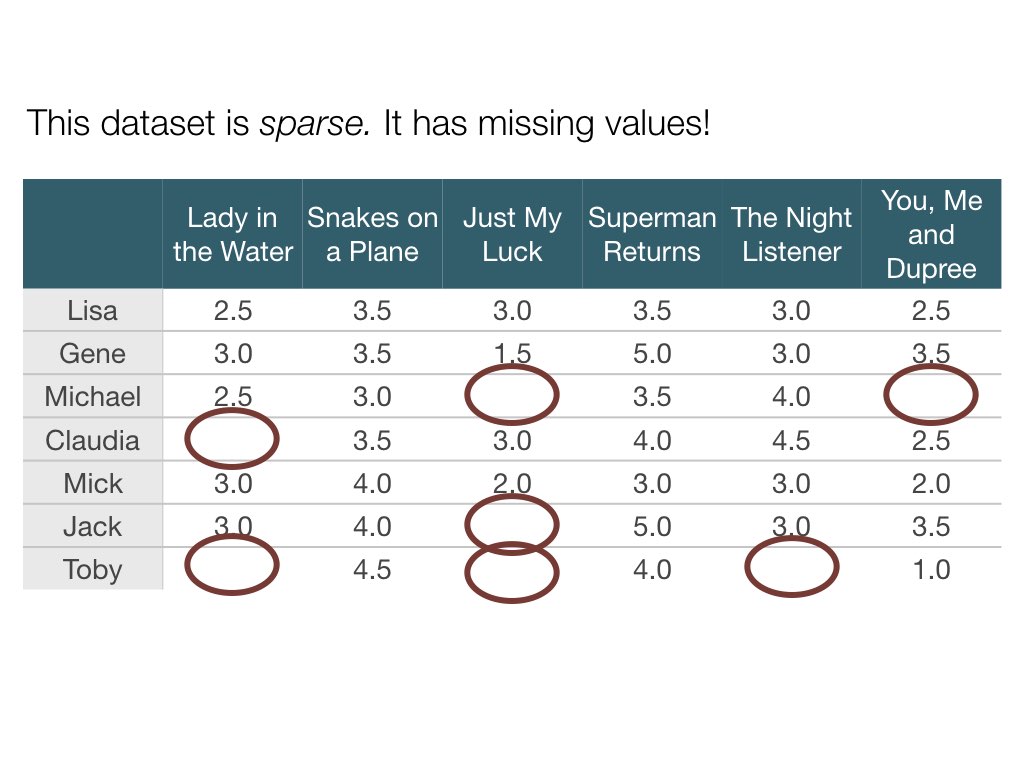 This dataset is sparse. It has missing values!
Lady in the Water Snakes on a Plane Just My Luck Superman Returns The Night Listener You, Me and Dupree
Lisa 2.5 3.5 3.0 3.5 3.0 2.5
Gene 3.0 3.5 1.5 5.0 3.0 3.5
Michael 2.5 3.0 3.5 4.0
Claudia 3.5 3.0 4.0 4.5 2.5
Mick 3.0 4.0 2.0 3.0 3.0 2.0
Jack 3.0 4.0 5.0 3.0 3.5
Toby 4.5 4.0 1.0